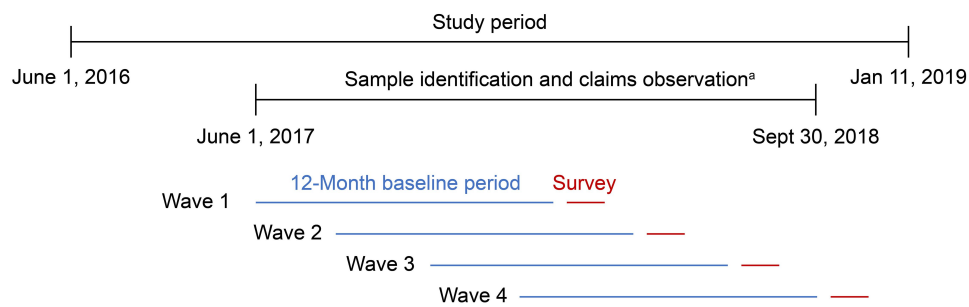 Study period
June 1, 2016
Jan 11, 2019
Sample identification and claims observationᵃ
June 1, 2017
Sept 30, 2018
12-Month baseline period
Survey
Wave 1
Wave 2
Wave 3
Wave 4